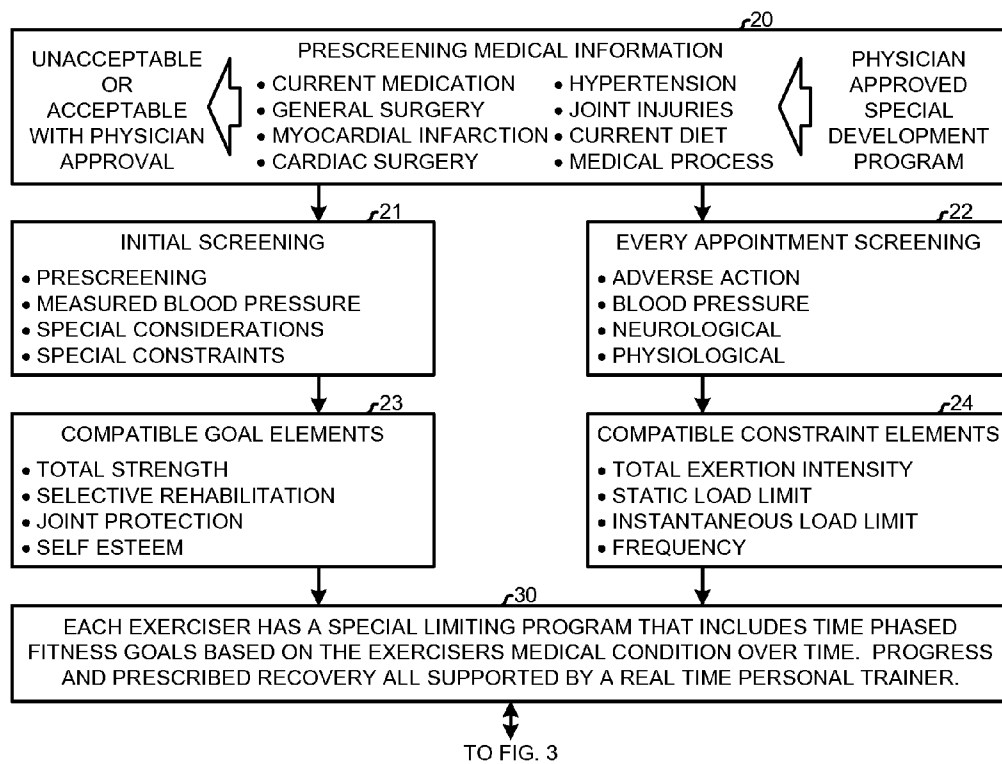 20
UNACCEPTABLE
OR
ACCEPTABLE
WITH PHYSICIAN
APPROVAL
PRESCREENING MEDICAL INFORMATION
• CURRENT MEDICATION
• GENERAL SURGERY
• MYOCARDIAL INFARCTION
• CARDIAC SURGERY
• HYPERTENSION
• JOINT INJURIES
• CURRENT DIET
• MEDICAL PROCESS
PHYSICIAN
APPROVED
SPECIAL
DEVELOPMENT
PROGRAM
21
INITIAL SCREENING
• PRESCREENING
• MEASURED BLOOD PRESSURE
• SPECIAL CONSIDERATIONS
• SPECIAL CONSTRAINTS
22
EVERY APPOINTMENT SCREENING
• ADVERSE ACTION
• BLOOD PRESSURE
• NEUROLOGICAL
• PHYSIOLOGICAL
23
COMPATIBLE GOAL ELEMENTS
• TOTAL STRENGTH
• SELECTIVE REHABILITATION
• JOINT PROTECTION
• SELF ESTEEM
24
COMPATIBLE CONSTRAINT ELEMENTS
• TOTAL EXERTION INTENSITY
• STATIC LOAD LIMIT
• INSTANTANEOUS LOAD LIMIT
• FREQUENCY
30
EACH EXERCISER HAS A SPECIAL LIMITING PROGRAM THAT INCLUDES TIME PHASED
FITNESS GOALS BASED ON THE EXERCISERS MEDICAL CONDITION OVER TIME. PROGRESS
AND PRESCRIBED RECOVERY ALL SUPPORTED BY A REAL TIME PERSONAL TRAINER.
TO FIG. 3